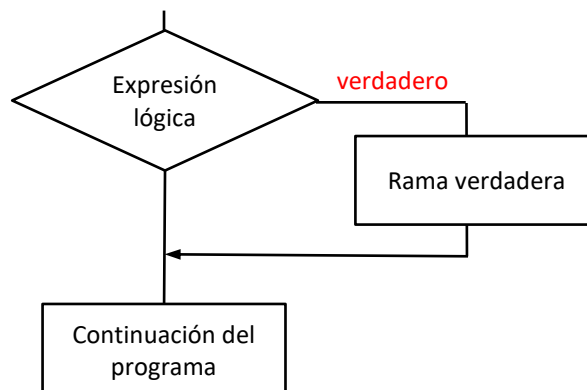 Expresión
lógica
verdadero
Rama verdadera
Continuación del
programa